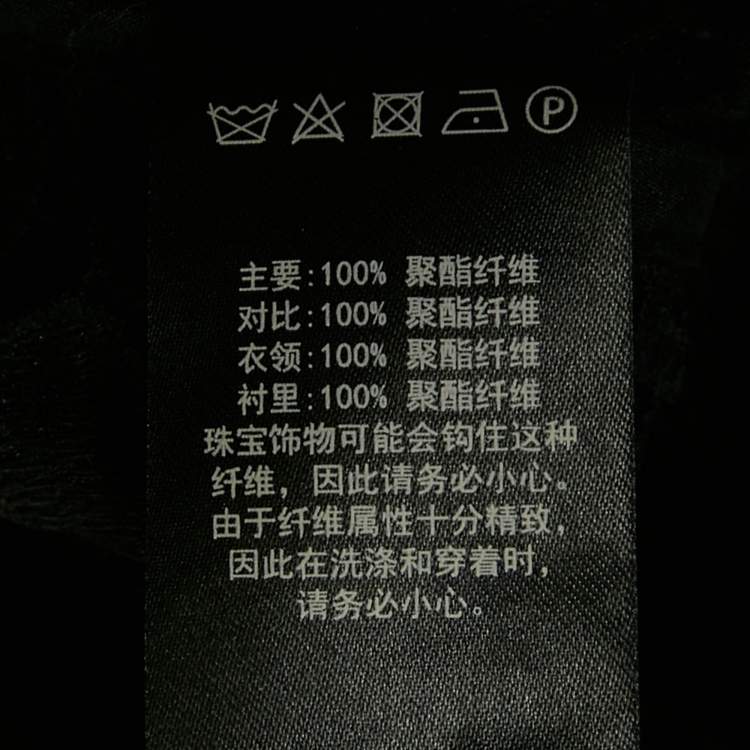 P
主要:100% 聚酯纤维
对比:100% 聚酯纤维
衣领:100% 聚酯纤维
衬里:100% 聚酯纤维
珠宝饰物可能会钩住这种
纤维，因此请务必小心。
由于纤维属性十分精致，
因此在洗涤和穿着时，
请务必小心。